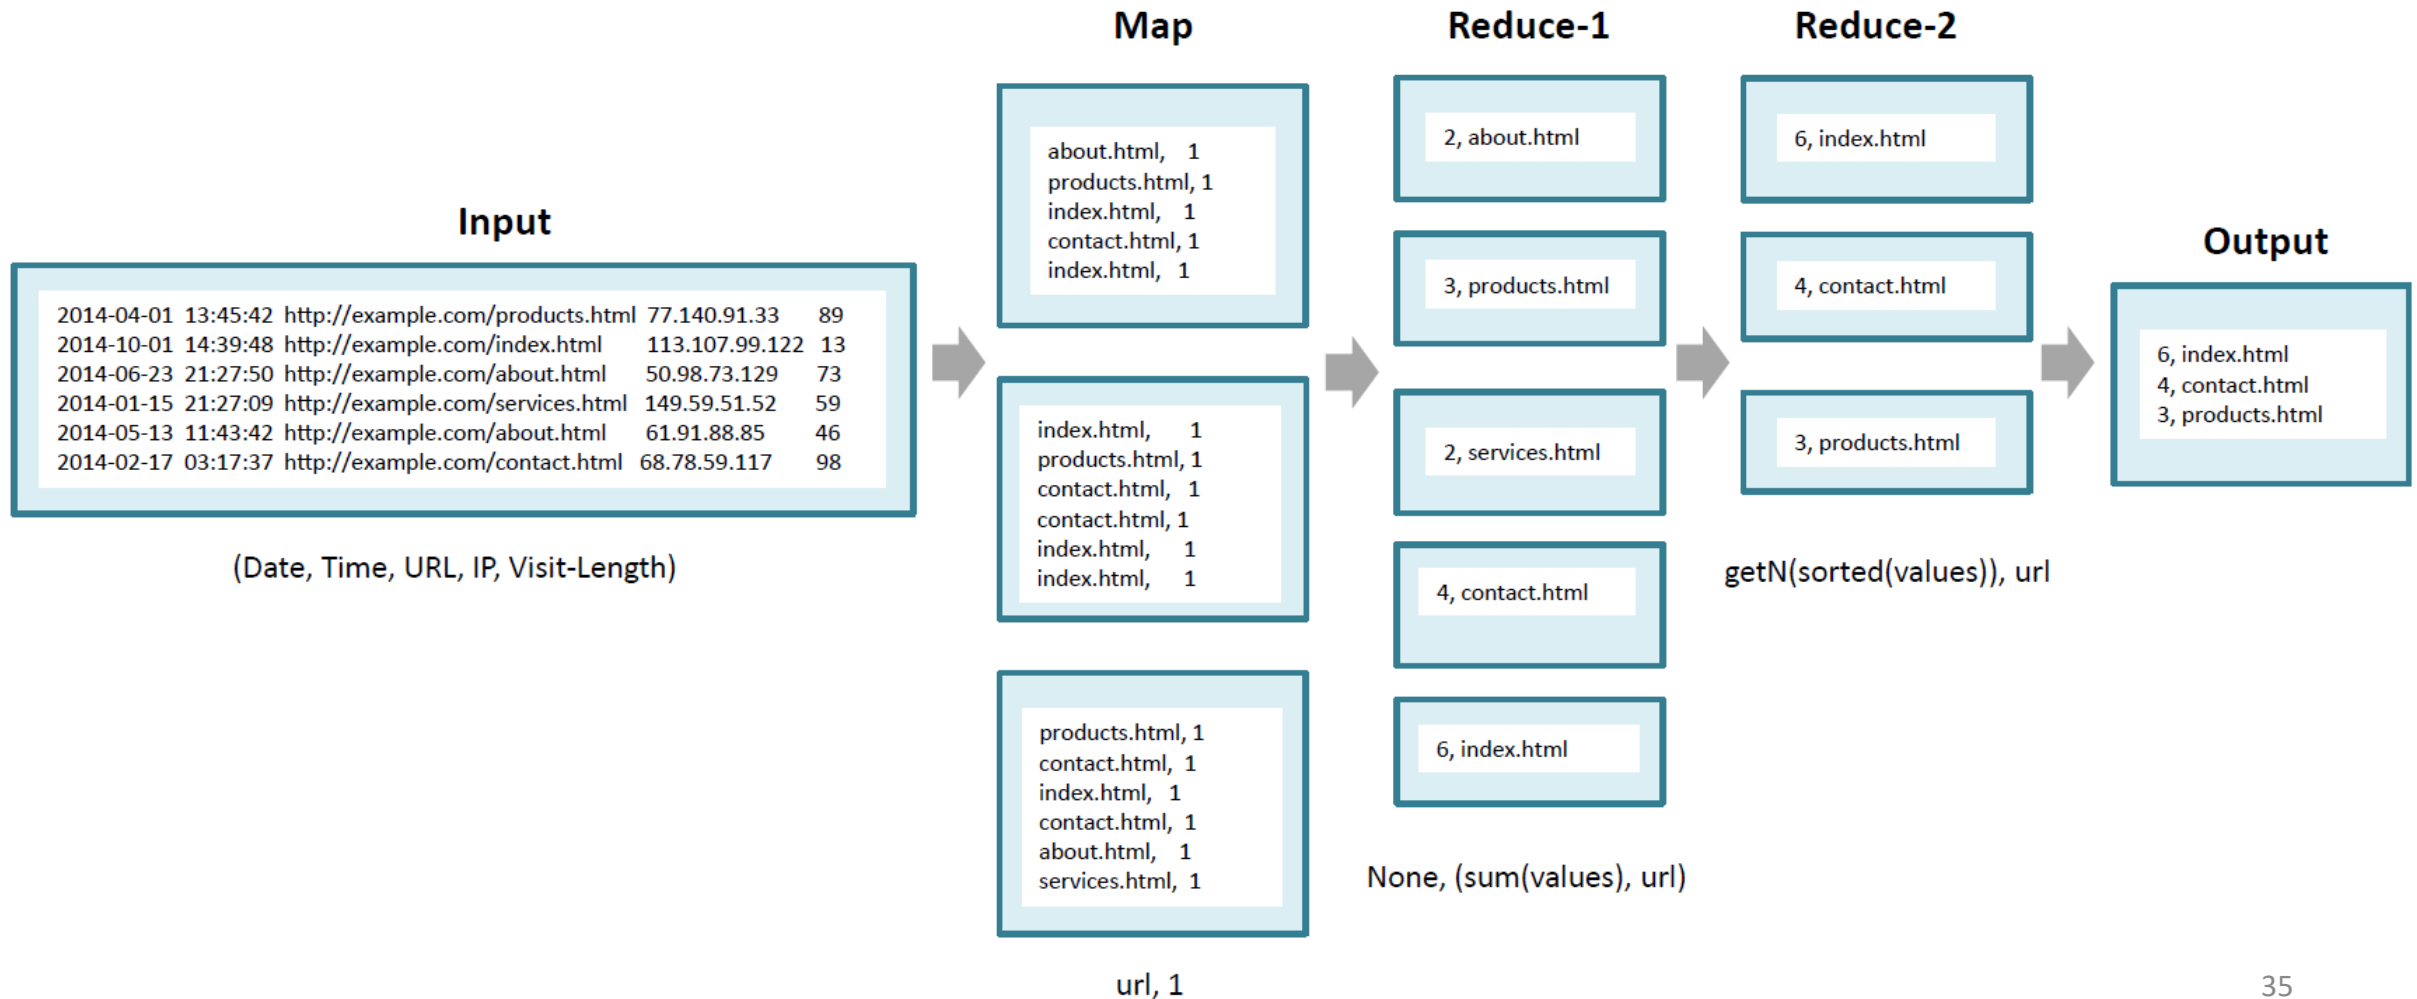 Input
2014-04-01 13:45:42 http://example.com/products.html 77.140.91.33 89
2014-10-01 14:39:48 http://example.com/index.html 113.107.99.122 13
2014-06-23 21:27:50 http://example.com/about.html 50.98.73.129 73
2014-01-15 21:27:09 http://example.com/services.html 149.59.51.52 59
2014-05-13 11:43:42 http://example.com/about.html 61.91.88.85 46
2014-02-17 03:17:37 http://example.com/contact.html 68.78.59.117 98
(Date, Time, URL, IP, Visit-Length)
Map
about.html, 1
products.html, 1
index.html, 1
contact.html, 1
index.html, 1
index.html, 1
products.html, 1
contact.html, 1
contact.html, 1
index.html, 1
index.html, 1
products.html, 1
contact.html, 1
index.html, 1
contact.html, 1
about.html, 1
services.html, 1
url, 1
Reduce-1
2, about.html
3, products.html
2, services.html
4, contact.html
6, index.html
None, (sum(values), url)
Reduce-2
6, index.html
4, contact.html
3, products.html
getN(sorted(values)), url
Output
6, index.html
4, contact.html
3, products.html
35